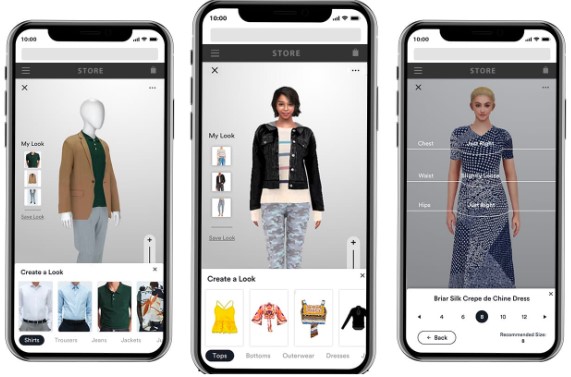 10:00
STORE
My Look
Save Look
Create a Look
Shirts Trousers Jeans Jackets
10:00
STORE
My Look
Save Look
Create a Look
Tops Bottoms Outerwear Dresses
10:00
STORE
Chest Just Right
Waist Slightly Loose
Hips Just Right
Briar Silk Crepe de Chine Dress
4 6 8 10 12
Back
Recommended Size:
8